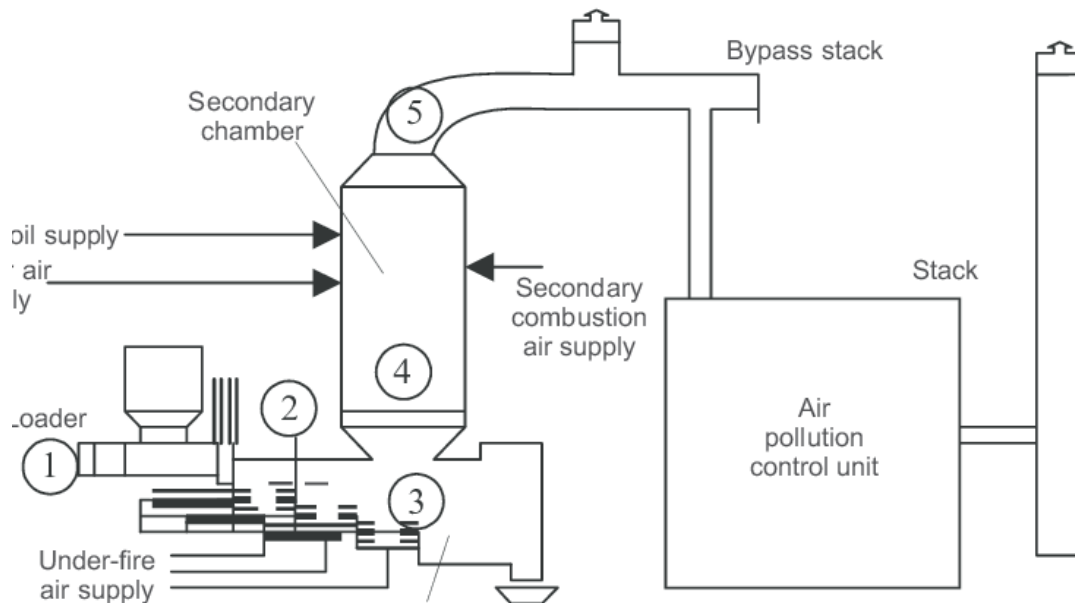 Bypass stack
Secondary
chamber
5
oil supply
air
ly
Secondary
combustion
air supply
Stack
4
2
Loader
1
3
Air
pollution
control unit
Under-fire
air supply